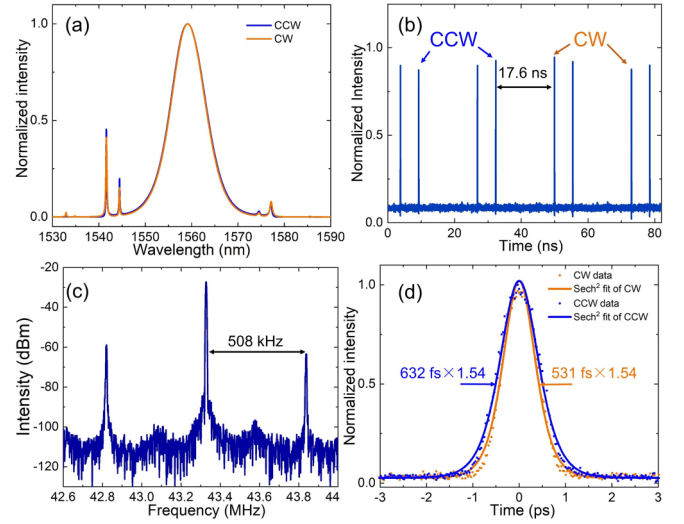 (a)
CCW
CW
Normalized intensity
1.0
0.5
0.0
1530 1540 1550 1560 1570 1580 1590
Wavelength (nm)
(b)
CCW
CW
17.6 ns
Normalized Intensity
1.0
0.5
0.0
0 20 40 60 80
Time (ns)
(c)
508 kHz
Intensity (dBm)
-20
-40
-60
-80
-100
-120
42.6 42.8 43.0 43.2 43.4 43.6 43.8 44
Frequency (MHz)
(d)
CW data
Sech² fit of CW
CCW data
Sech² fit of CCW
632 fs×1.54
531 fs×1.54
Normalized intensity
1.0
0.5
0.0
-3 -2 -1 0 1 2 3
Time (ps)